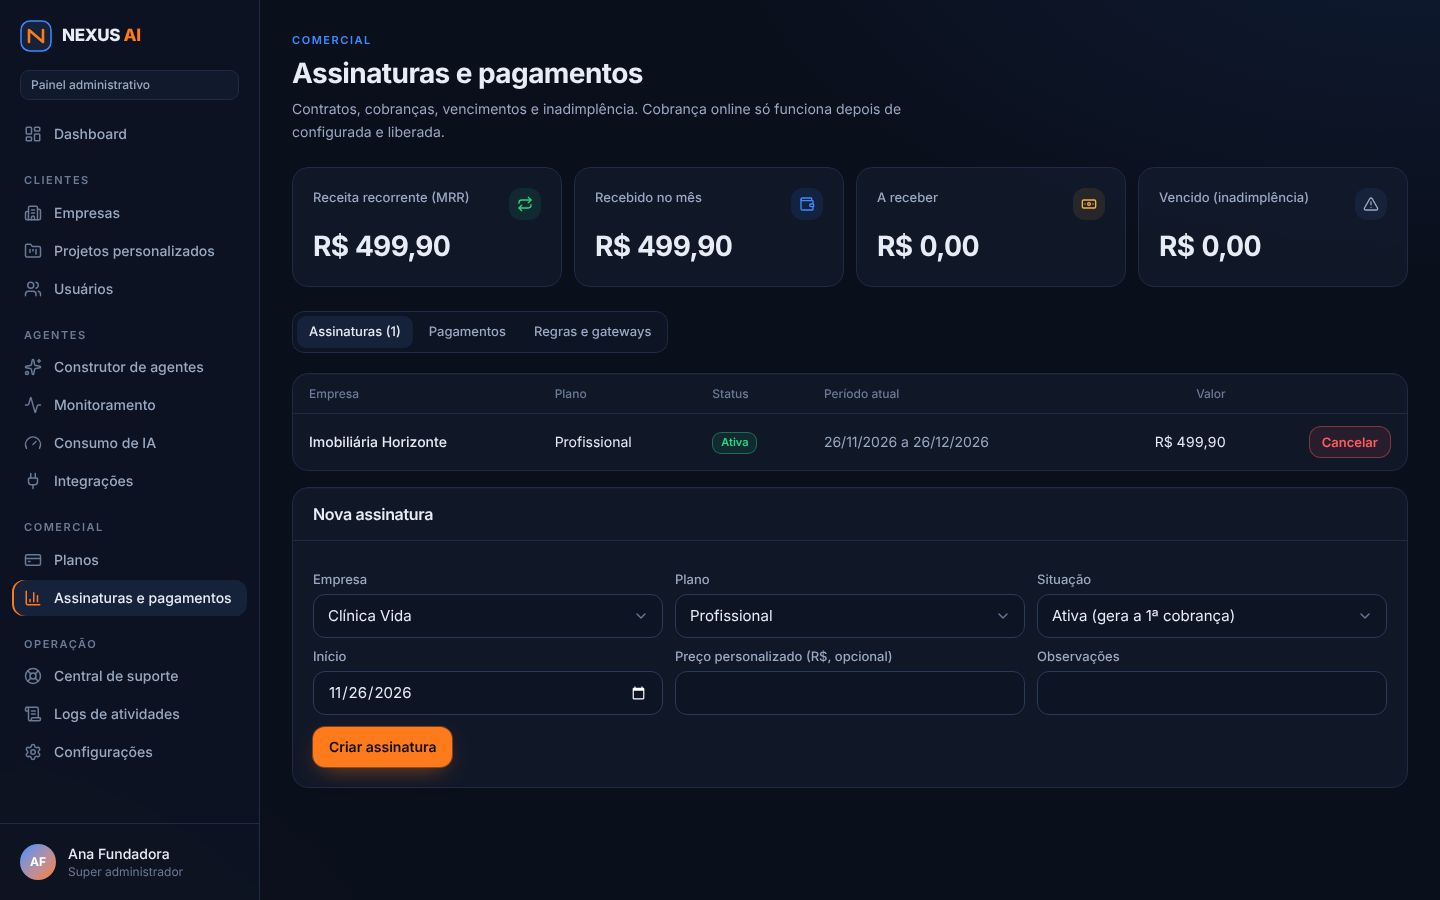 NEXUS AI
Painel administrativo
Dashboard
CLIENTES
Empresas
Projetos personalizados
Usuários
AGENTES
Construtor de agentes
Monitoramento
Consumo de IA
Integrações
COMERCIAL
Planos
Assinaturas e pagamentos
OPERAÇÃO
Central de suporte
Logs de atividades
Configurações
AF
Ana Fundadora
Super administrador
COMERCIAL
Assinaturas e pagamentos
Contratos, cobranças, vencimentos e inadimplência. Cobrança online só funciona depois de
configurada e liberada.
Receita recorrente (MRR)
R$ 499,90
Recebido no mês
R$ 499,90
A receber
R$ 0,00
Vencido (inadimplência)
R$ 0,00
Assinaturas (1) Pagamentos Regras e gateways
Empresa Plano Status Período atual Valor
Imobiliária Horizonte Profissional Ativa 26/11/2026 a 26/12/2026 R$ 499,90 Cancelar
Nova assinatura
Empresa Plano Situação
Clínica Vida Profissional Ativa (gera a 1ª cobrança)
Início Preço personalizado (R$, opcional) Observações
11/26/2026
Criar assinatura